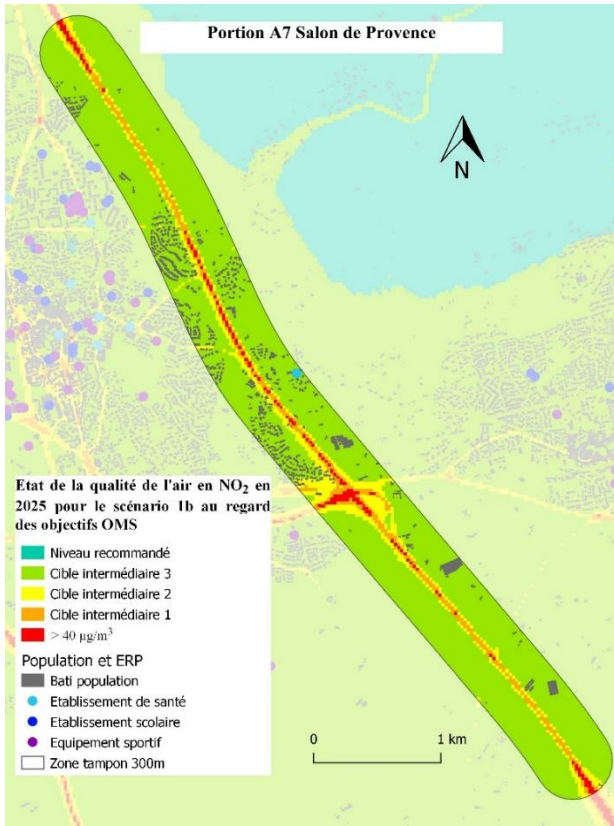 Portion A7 Salon de Provence
N
Etat de la qualité de l'air en NO₂ en
2025 pour le scénario 1b au regard
des objectifs OMS
Niveau recommandé
Cible intermédiaire 3
Cible intermédiaire 2
Cible intermédiaire 1
> 40 µg/m³
Population et ERP
Bati population
Etablissement de santé
Etablissement scolaire
Equipement sportif
Zone tampon 300m
0 1 km